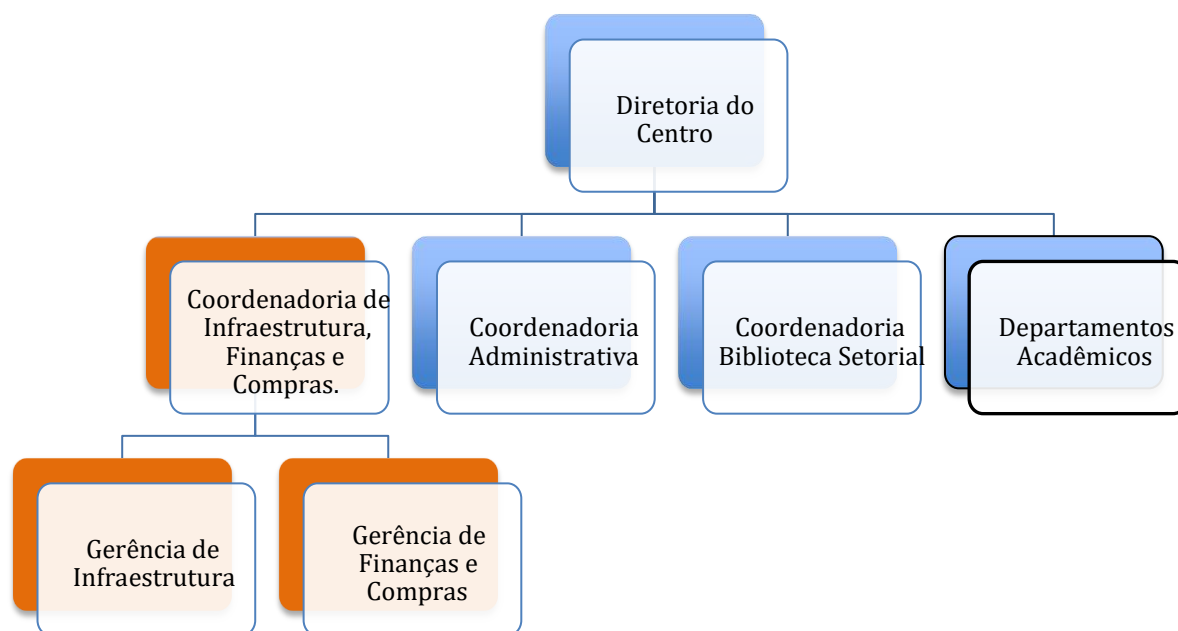 Diretoria do
Centro
Coordenadoria de
Infraestrutura,
Finanças e
Compras.
Coordenadoria
Administrativa
Coordenadoria
Biblioteca Setorial
Departamentos
Acadêmicos
Gerência de
Infraestrutura
Gerência de
Finanças e
Compras